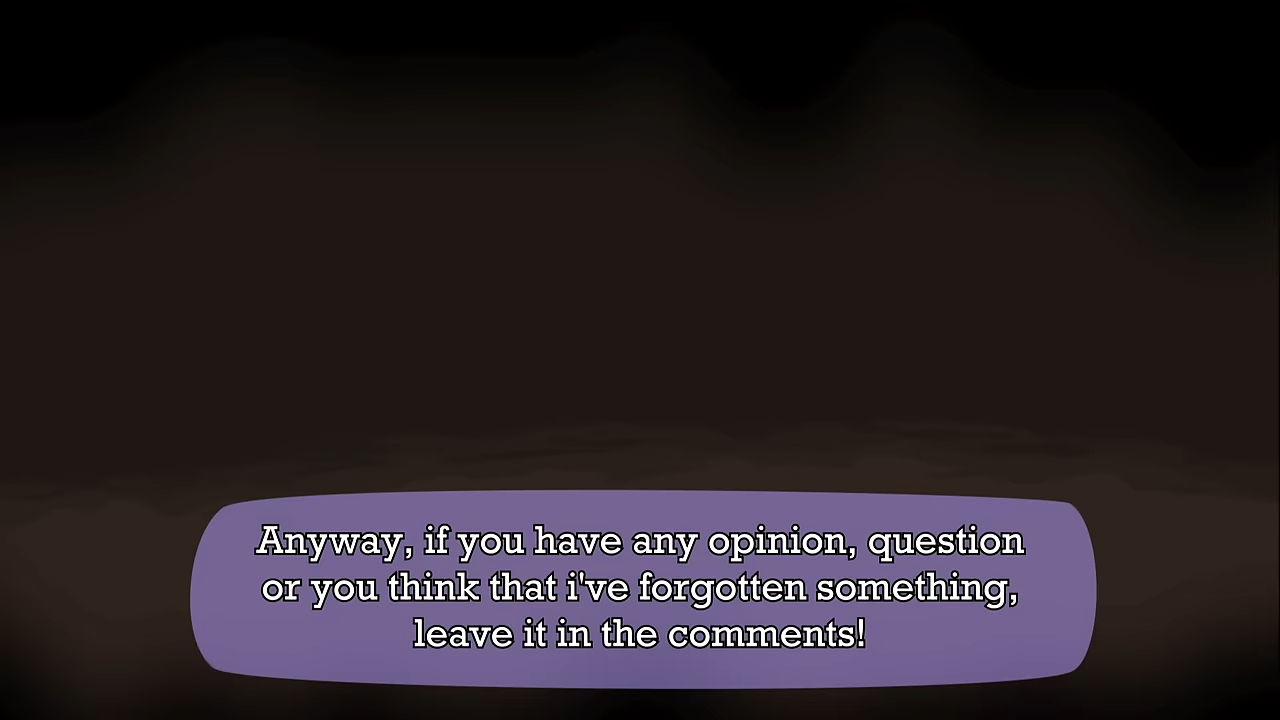 Anyway, if you have any opinion, question
or you think that i've forgotten something,
leave it in the comments!